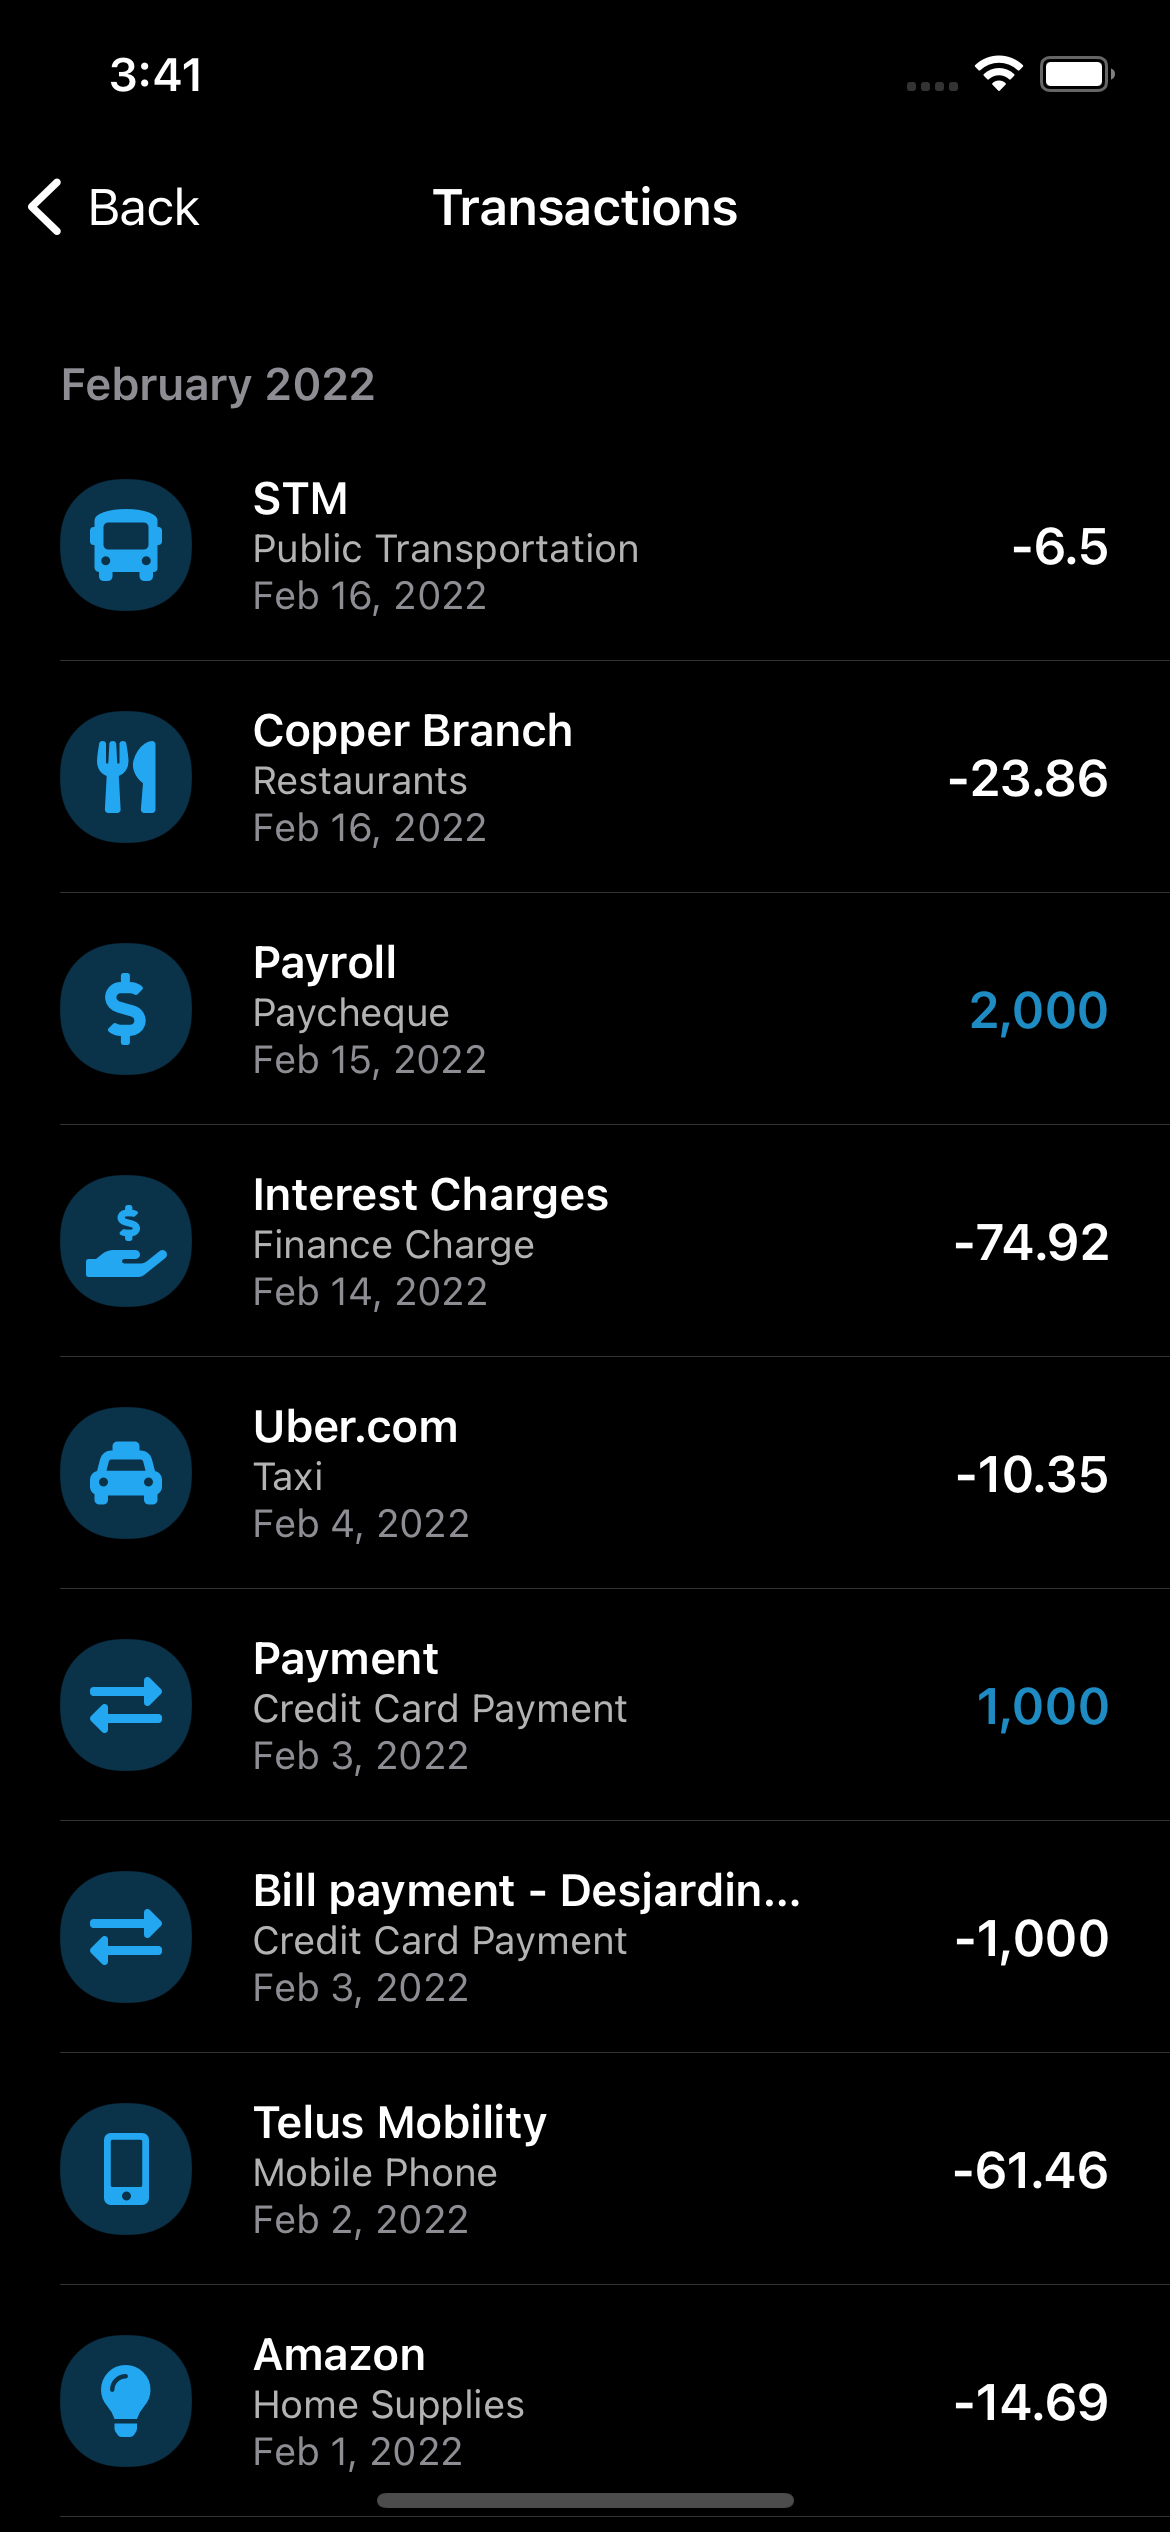 3:41
Back
Transactions
February 2022
STM
Public Transportation
Feb 16, 2022
-6.5
Copper Branch
Restaurants
Feb 16, 2022
-23.86
Payroll
Paycheque
Feb 15, 2022
2,000
Interest Charges
Finance Charge
Feb 14, 2022
-74.92
Uber.com
Taxi
Feb 4, 2022
-10.35
Payment
Credit Card Payment
Feb 3, 2022
1,000
Bill payment - Desjardin...
Credit Card Payment
Feb 3, 2022
-1,000
Telus Mobility
Mobile Phone
Feb 2, 2022
-61.46
Amazon
Home Supplies
Feb 1, 2022
-14.69